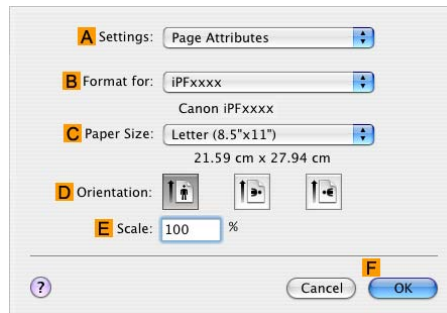 A Settings: Page Attributes
B Format for: iPFxxxx
Canon iPFxxxx
C Paper Size: Letter (8.5"x11")
21.59 cm x 27.94 cm
D Orientation:
E Scale: 100 %
F
? Cancel OK